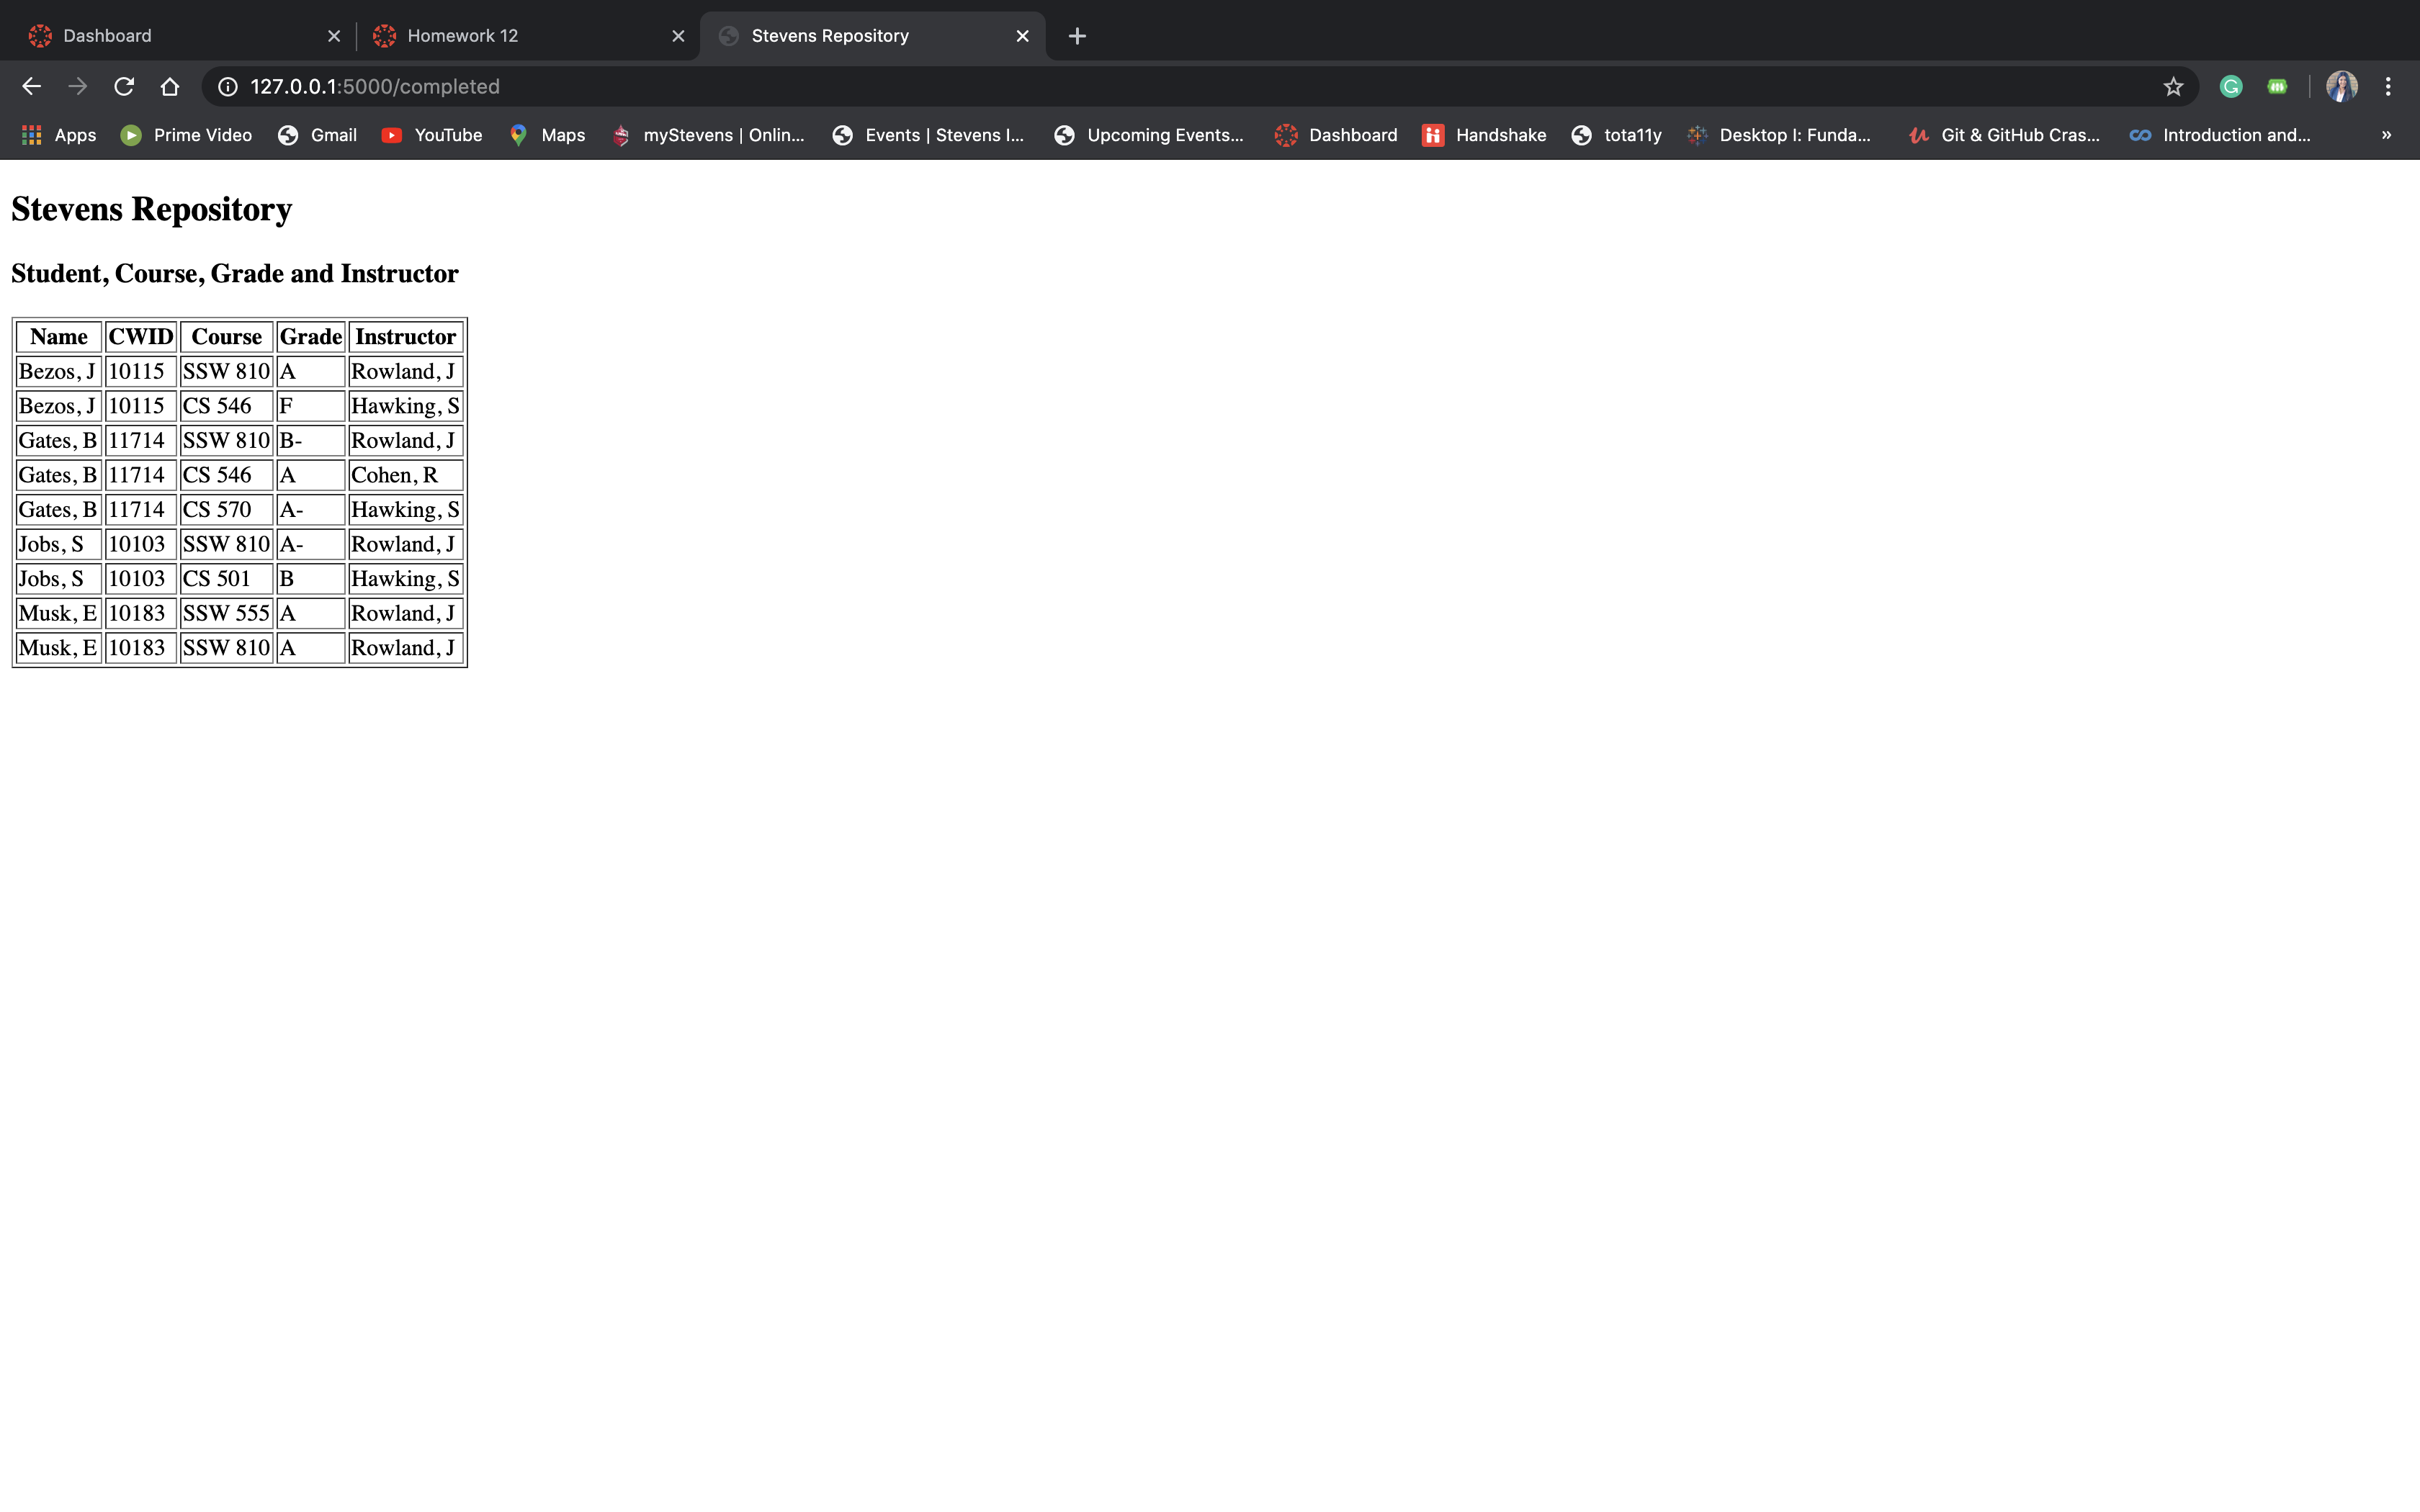 Dashboard Homework 12 Stevens Repository
127.0.0.1:5000/completed
Apps Prime Video Gmail YouTube Maps myStevens | Onlin... Events | Stevens I... Upcoming Events... Dashboard Handshake tota11y Desktop I: Funda... Git & GitHub Cras... Introduction and... »
Stevens Repository
Student, Course, Grade and Instructor
Name CWID Course Grade Instructor
Bezos, J 10115 SSW 810 A Rowland, J
Bezos, J 10115 CS 546 F Hawking, S
Gates, B 11714 SSW 810 B- Rowland, J
Gates, B 11714 CS 546 A Cohen, R
Gates, B 11714 CS 570 A- Hawking, S
Jobs, S 10103 SSW 810 A- Rowland, J
Jobs, S 10103 CS 501 B Hawking, S
Musk, E 10183 SSW 555 A Rowland, J
Musk, E 10183 SSW 810 A Rowland, J